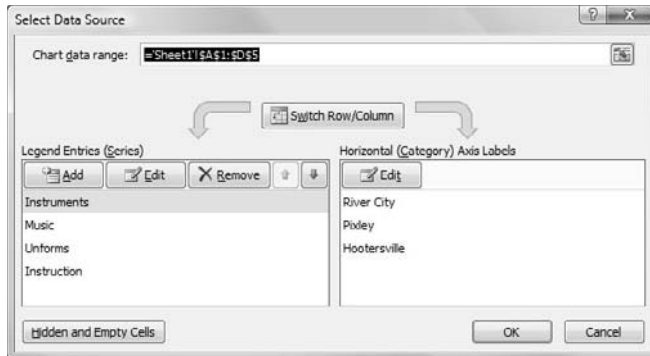 Select Data Source
Chart data range: ='Sheet1'!$A$1:$D$5
Switch Row/Column
Legend Entries (Series)
Add Edit Remove
Instruments
Music
Unforms
Instruction
Horizontal (Category) Axis Labels
Edit
River City
Pixley
Hootersville
Hidden and Empty Cells
OK Cancel